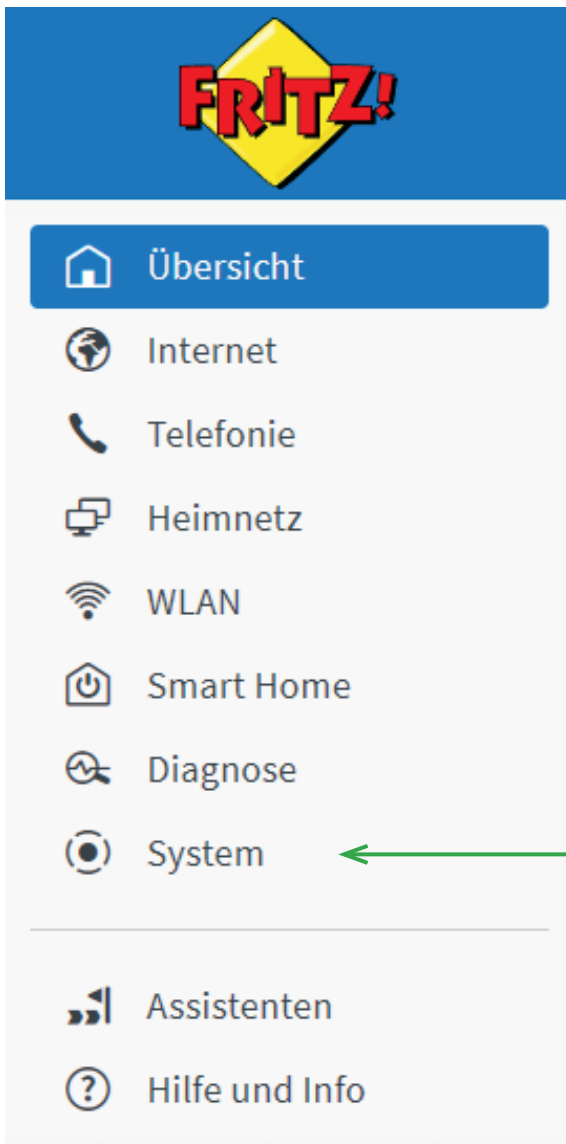 FRITZ!
Übersicht
Internet
Telefonie
Heimnetz
WLAN
Smart Home
Diagnose
System
Assistenten
Hilfe und Info